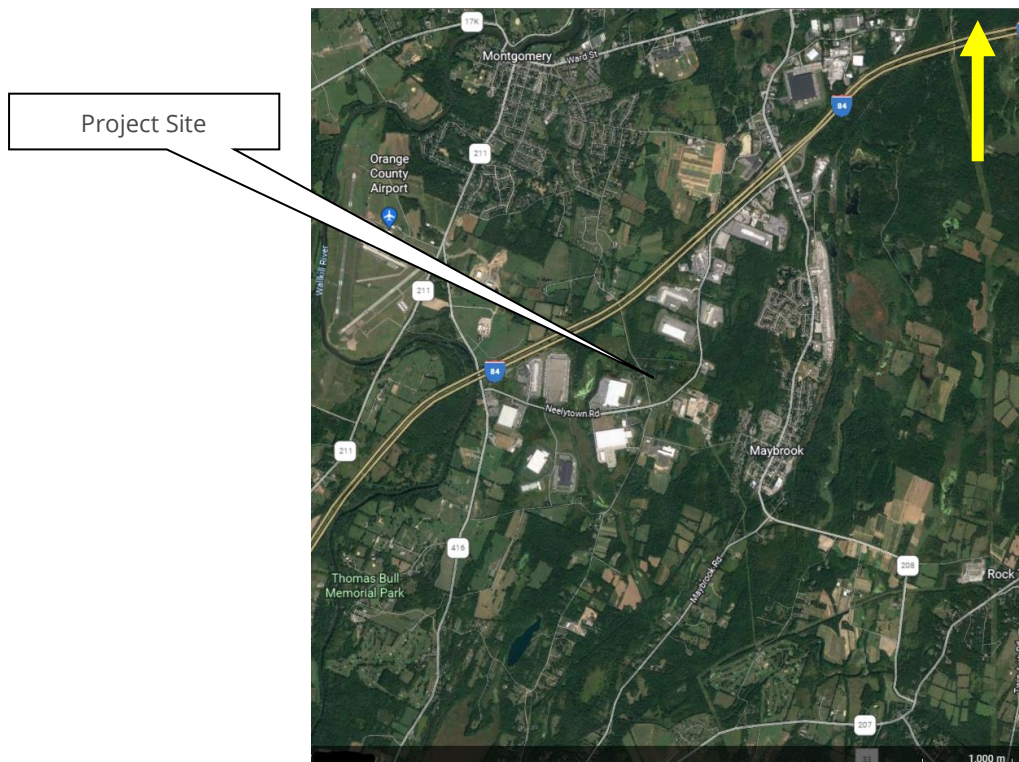 17K
Montgomery
Ward St
84
Project Site
211
Orange
County
Airport
Wallkill River
211
84
Neelytown Rd
211
Maybrook
416
Maybrook Rd
208
Thomas Bull
Memorial Park
Rock
207
1,000 m